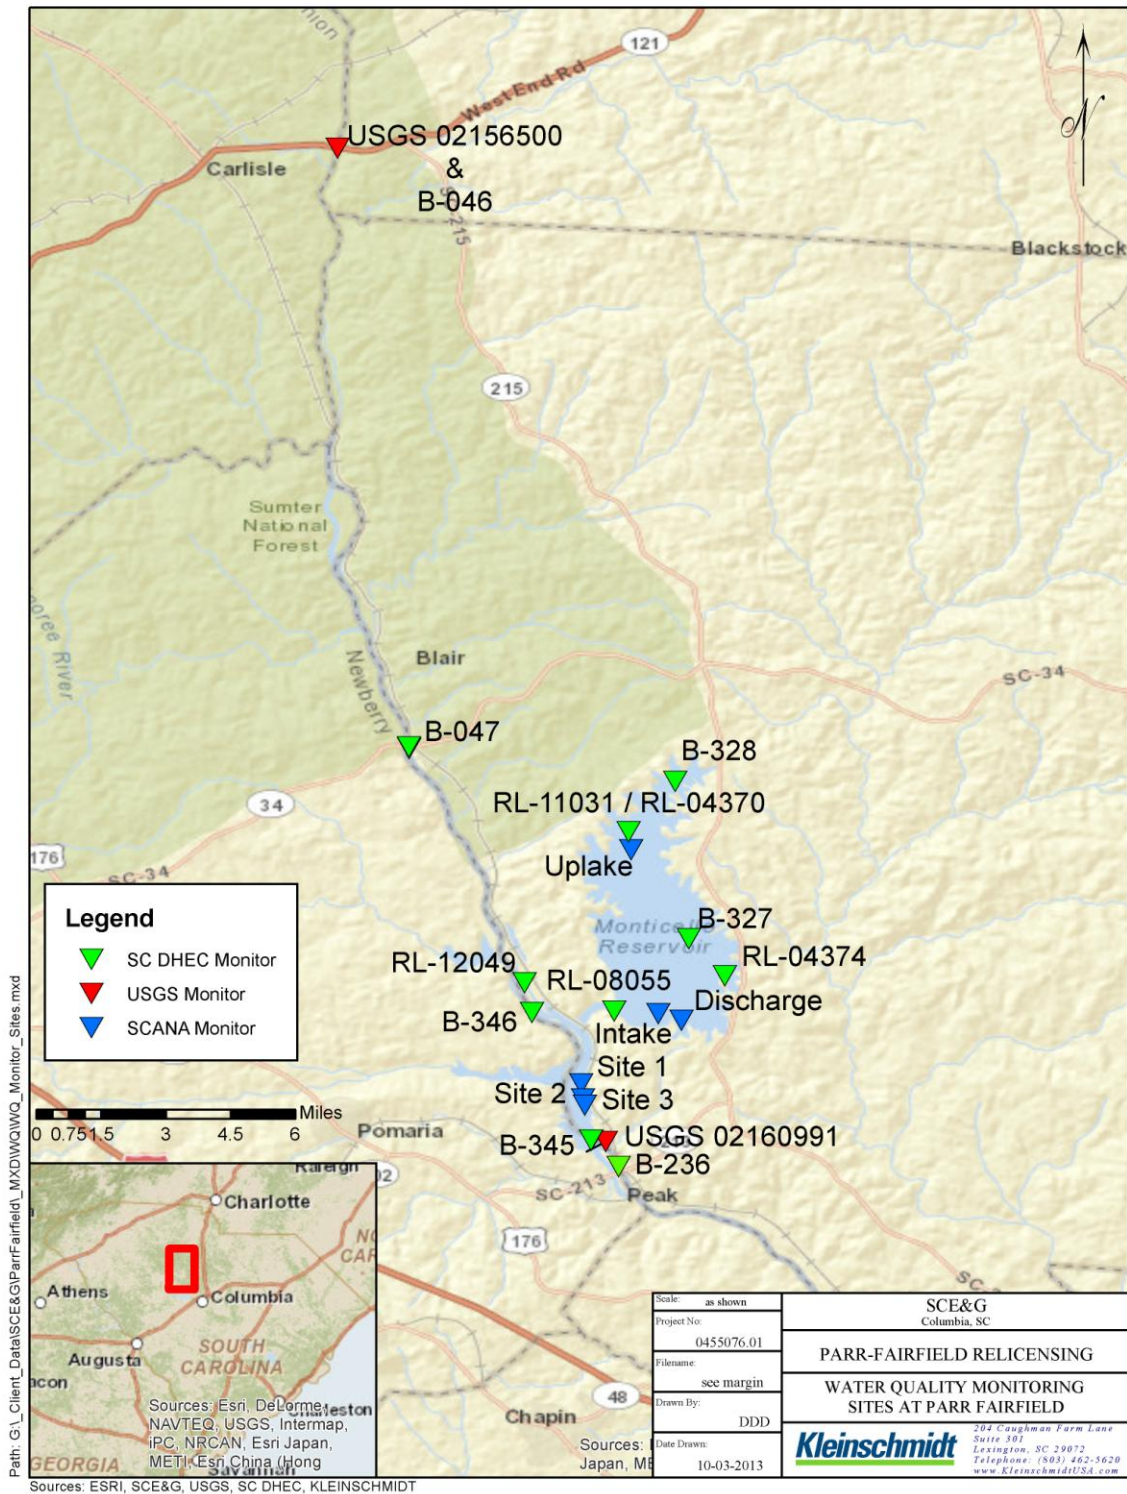 nion
121
West End Rd
USGS 02156500
&
B-046
Carlisle
215
N
Blackstock
215
Sumter
National
Forest
River
Newberry
Blair
SC-34
B-047
B-328
34
RL-11031 / RL-04370
176
SC-34
Uplake
Legend
SC DHEC Monitor
USGS Monitor
SCANA Monitor
Monticello
Reservoir
B-327
RL-04374
RL-12049
RL-08055
Discharge
B-346
Intake
Site 1
Site 2
Site 3
Miles
0 0.75 1.5 3 4.5 6
Pomaria
B-345
USGS 02160991
B-236
SC-213
Peak
176
Raleigh
Charlotte
Athens
Columbia
SOUTH
CAROLINA
Augusta
acon
GEORGIA
Savannah
Sources: Esri, DeLorme,
NAVTEQ, USGS, Intermap,
iPC, NRCAN, Esri Japan,
METI, Esri China (Hong
48
Chapin
Sources:
Japan, ME
Scale: as shown
Project No:
0455076.01
Filename:
see margin
Drawn By:
DDD
Date Drawn:
10-03-2013
SCE&G
Columbia, SC
PARR-FAIRFIELD RELICENSING
WATER QUALITY MONITORING
SITES AT PARR FAIRFIELD
Kleinschmidt
204 Caughman Farm Lane
Suite 301
Lexington, SC 29072
Telephone: (803) 462-5620
www.KleinschmidtUSA.com
Path: G:\_Client_Data\SCE&G\ParrFairfield\_MXD\WQ\WQ_Monitor_Sites.mxd
Sources: ESRI, SCE&G, USGS, SC DHEC, KLEINSCHMIDT